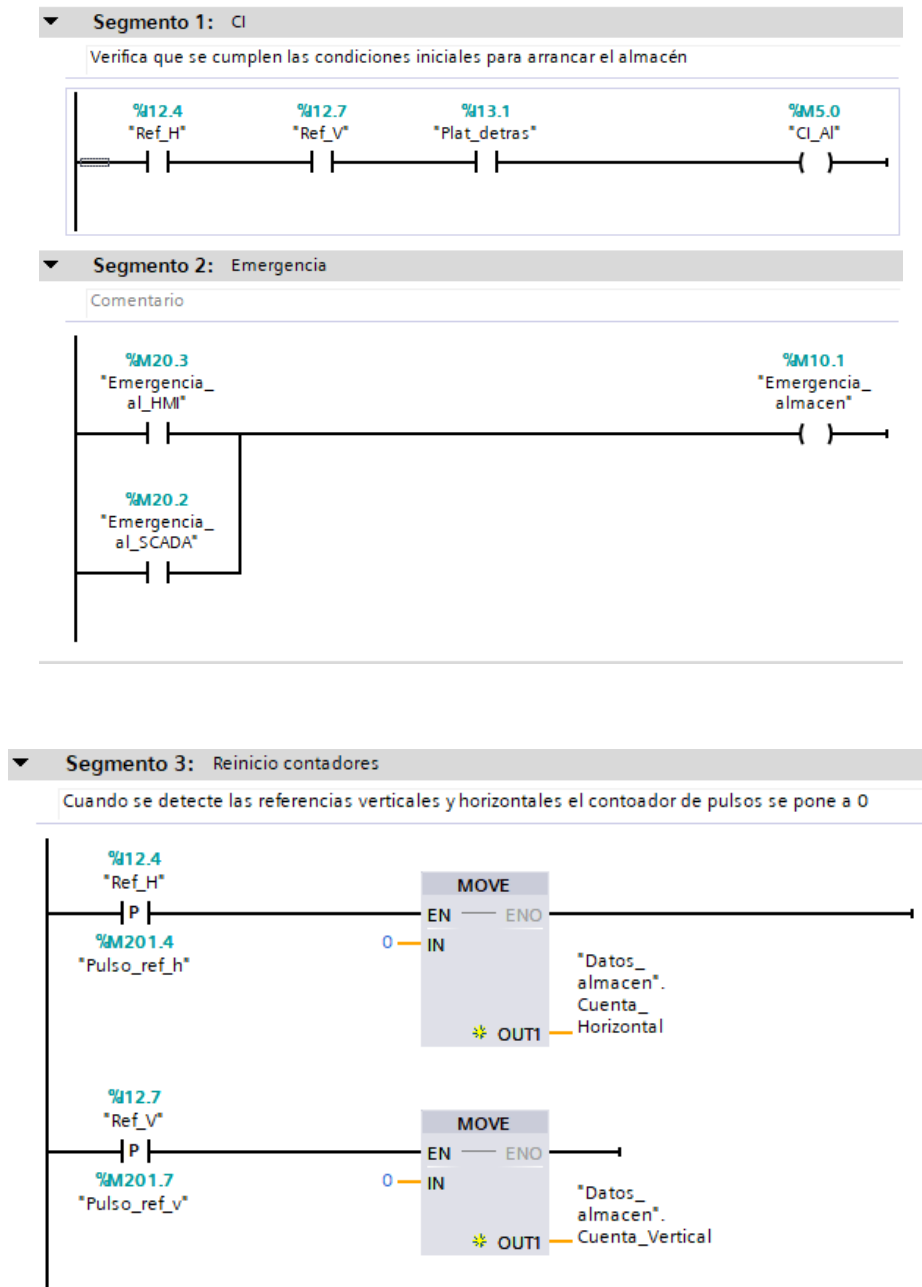 Segmento 1: CI
Verifica que se cumplen las condiciones iniciales para arrancar el almacén
%I12.4
"Ref_H"
%I12.7
"Ref_V"
%I13.1
"Plat_detras"
%M5.0
"CI_Al"
Segmento 2: Emergencia
Comentario
%M20.3
"Emergencia_
al_HMI"
%M10.1
"Emergencia_
almacen"
%M20.2
"Emergencia_
al_SCADA"
Segmento 3: Reinicio contadores
Cuando se detecte las referencias verticales y horizontales el contoador de pulsos se pone a 0
%I12.4
"Ref_H"
P
%M201.4
"Pulso_ref_h"
MOVE
EN ENO
0 IN
OUT1
"Datos_
almacen".
Cuenta_
Horizontal
%I12.7
"Ref_V"
P
%M201.7
"Pulso_ref_v"
MOVE
EN ENO
0 IN
OUT1
"Datos_
almacen".
Cuenta_Vertical